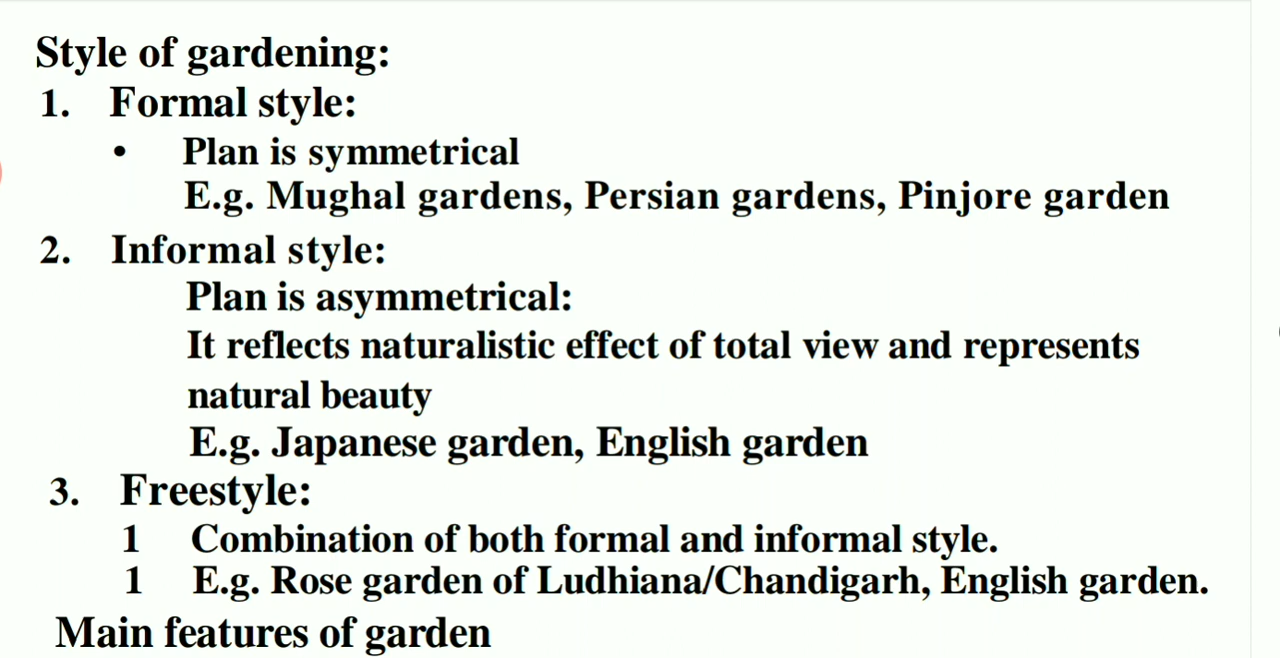 Style of gardening:
1. Formal style:
• Plan is symmetrical
E.g. Mughal gardens, Persian gardens, Pinjore garden
2. Informal style:
Plan is asymmetrical:
It reflects naturalistic effect of total view and represents
natural beauty
E.g. Japanese garden, English garden
3. Freestyle:
1 Combination of both formal and informal style.
1 E.g. Rose garden of Ludhiana/Chandigarh, English garden.
Main features of garden